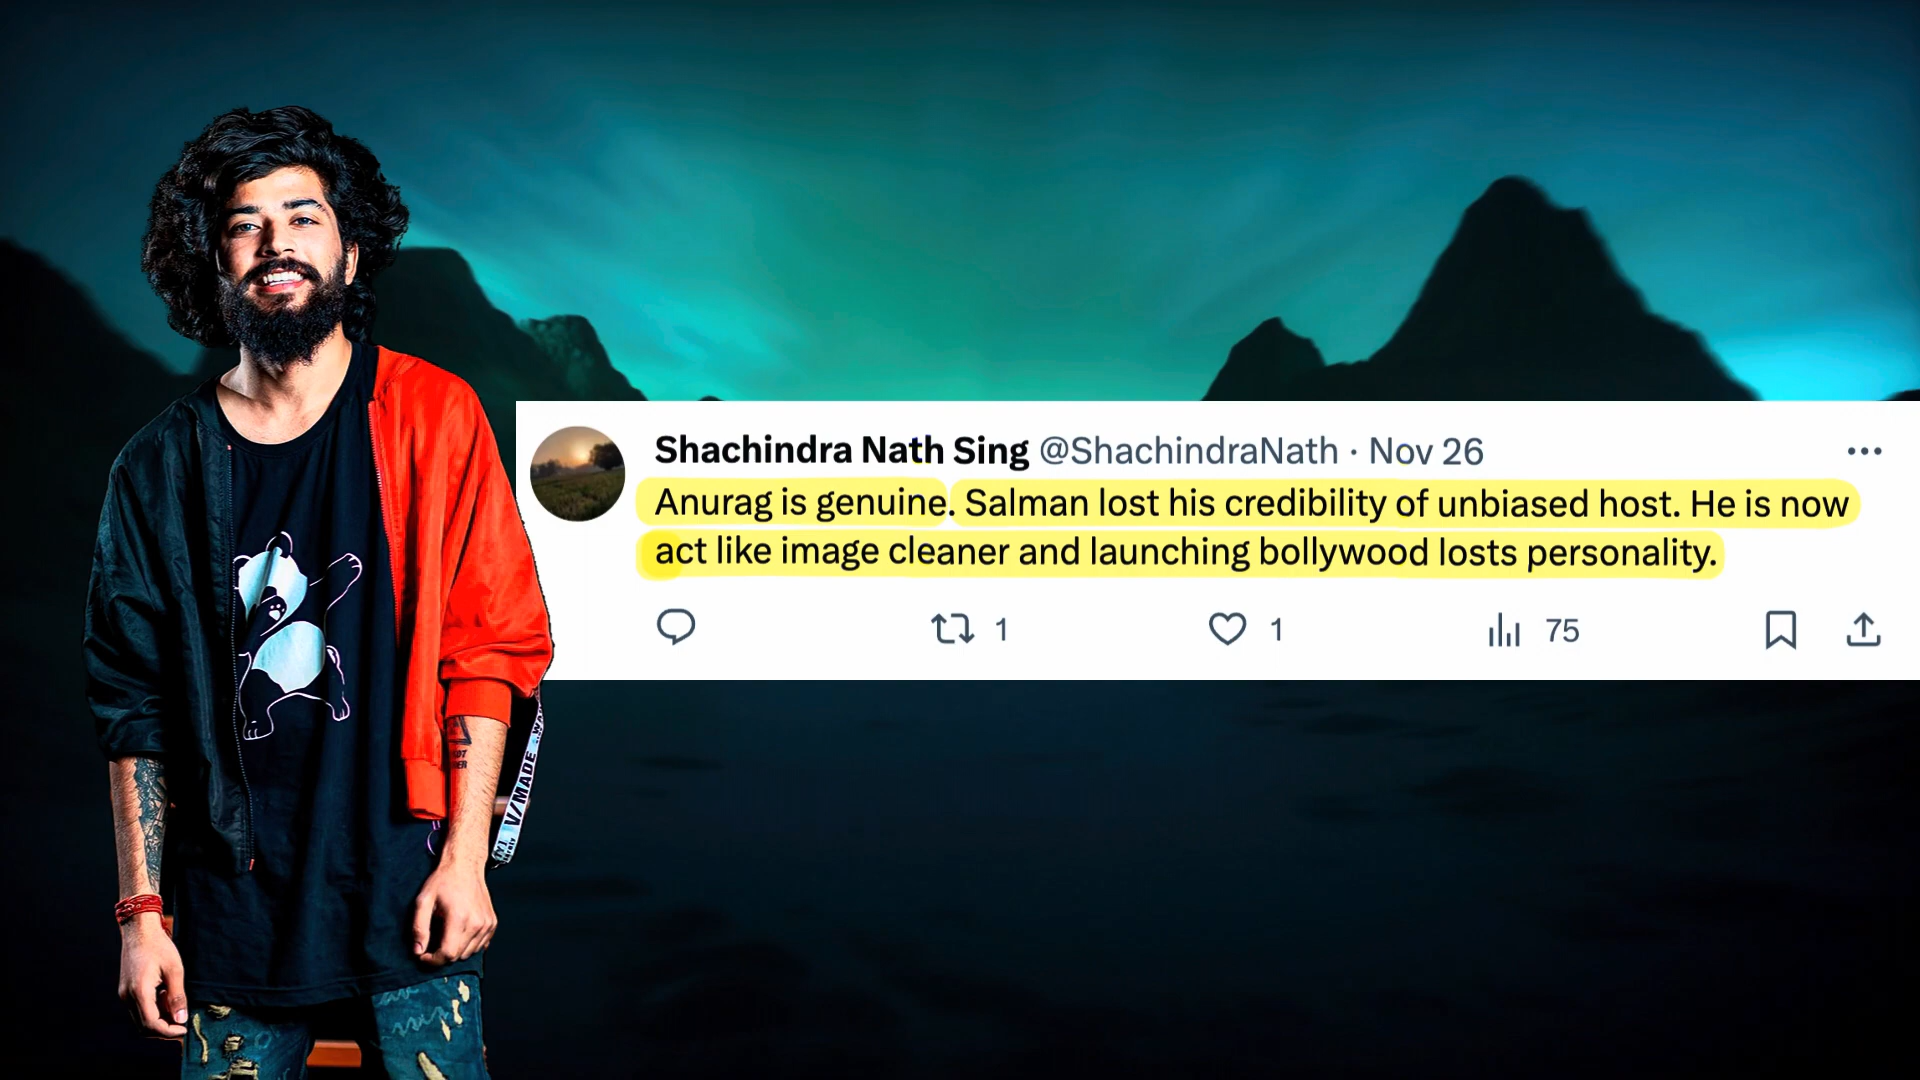 Shachindra Nath Sing @ShachindraNath · Nov 26
Anurag is genuine. Salman lost his credibility of unbiased host. He is now
act like image cleaner and launching bollywood losts personality.
1 1 75
V/MADE